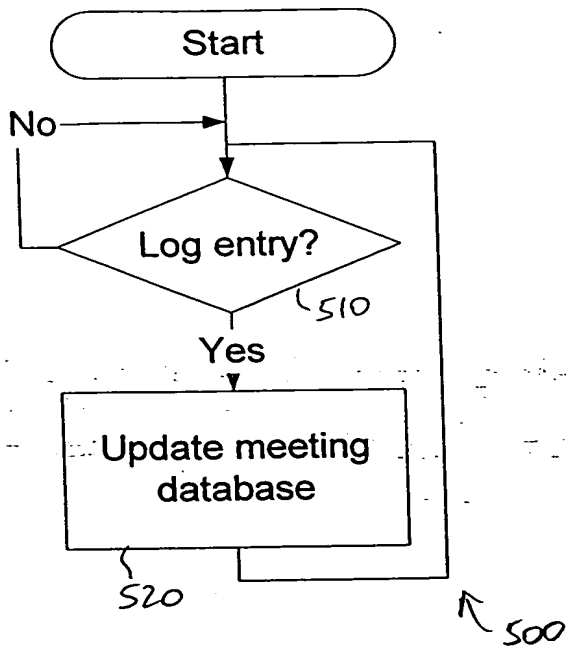 Start
No
Log entry?
510
Yes
Update meeting
database
520
500